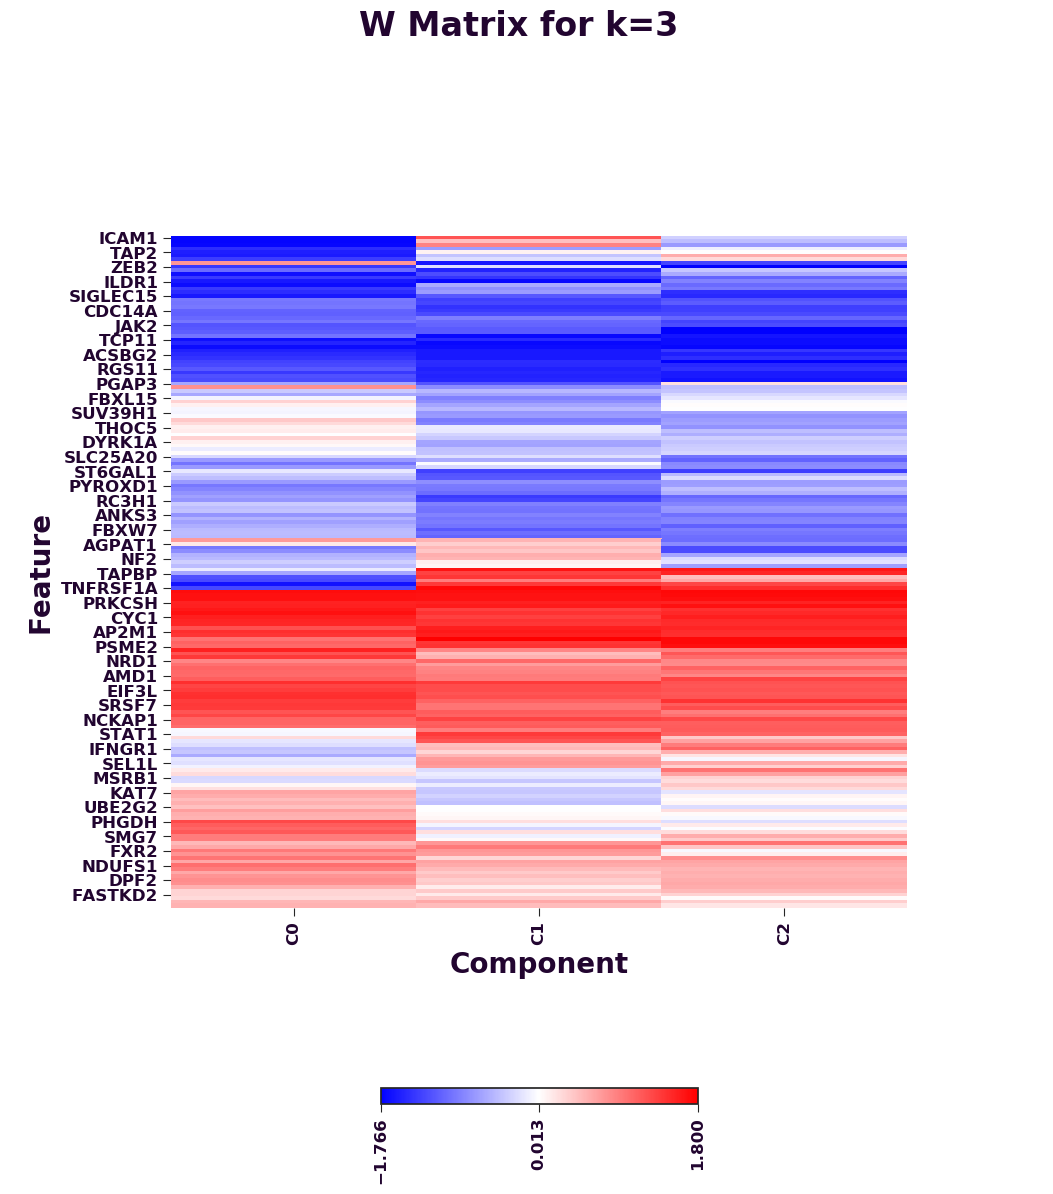 W Matrix for k=3
ICAM1
TAP2
ZEB2
ILDR1
SIGLEC15
CDC14A
JAK2
TCP11
ACSBG2
RGS11
PGAP3
FBXL15
SUV39H1
THOC5
DYRK1A
SLC25A20
ST6GAL1
PYROXD1
RC3H1
ANKS3
FBXW7
AGPAT1
NF2
TAPBP
TNFRSF1A
PRKCSH
CYC1
AP2M1
PSME2
NRD1
AMD1
EIF3L
SRSF7
NCKAP1
STAT1
IFNGR1
SEL1L
MSRB1
KAT7
UBE2G2
PHGDH
SMG7
FXR2
NDUFS1
DPF2
FASTKD2
Feature
C0
C1
C2
Component
−1.766
0.013
1.800